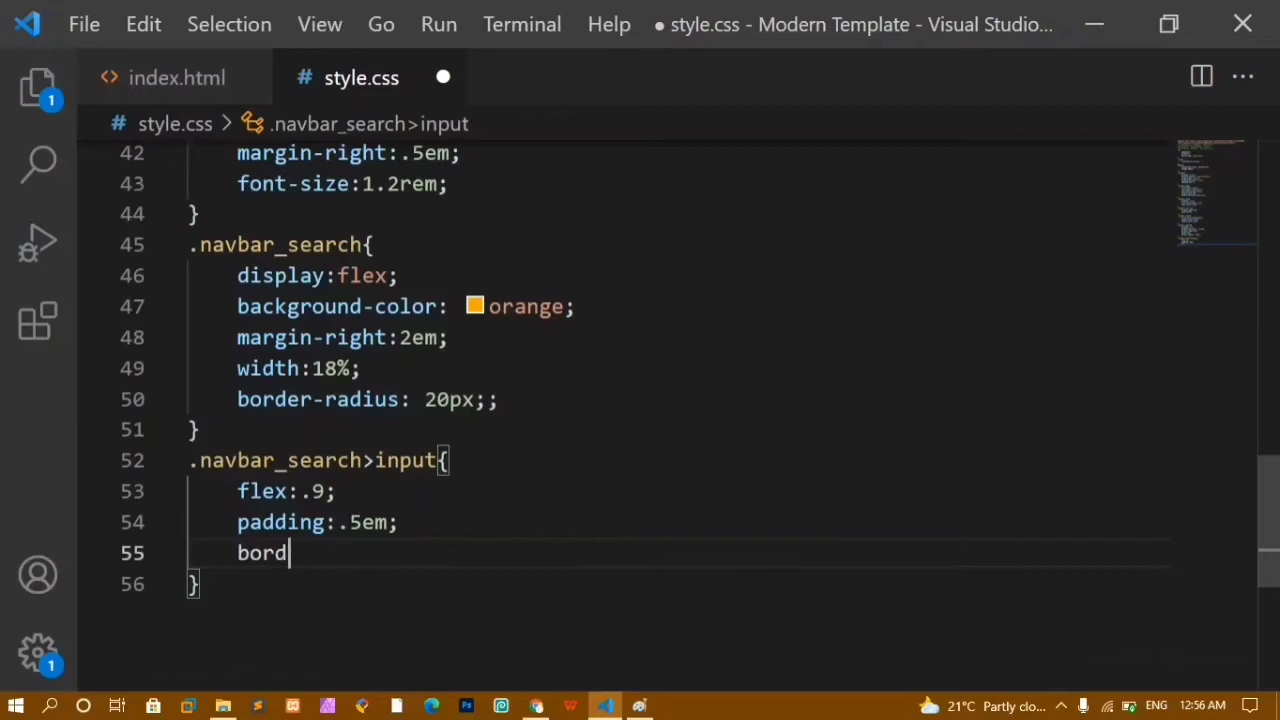 File Edit Selection View Go Run Terminal Help ● style.css - Modern Template - Visual Studio...
index.html style.css
# style.css > .navbar_search>input
42 margin-right:.5em;
43 font-size:1.2rem;
44 }
45 .navbar_search{
46 display:flex;
47 background-color: orange;
48 margin-right:2em;
49 width:18%;
50 border-radius: 20px;;
51 }
52 .navbar_search>input{
53 flex:.9;
54 padding:.5em;
55 bord
56 }
1
1
21°C Partly clo... ENG 12:56 AM